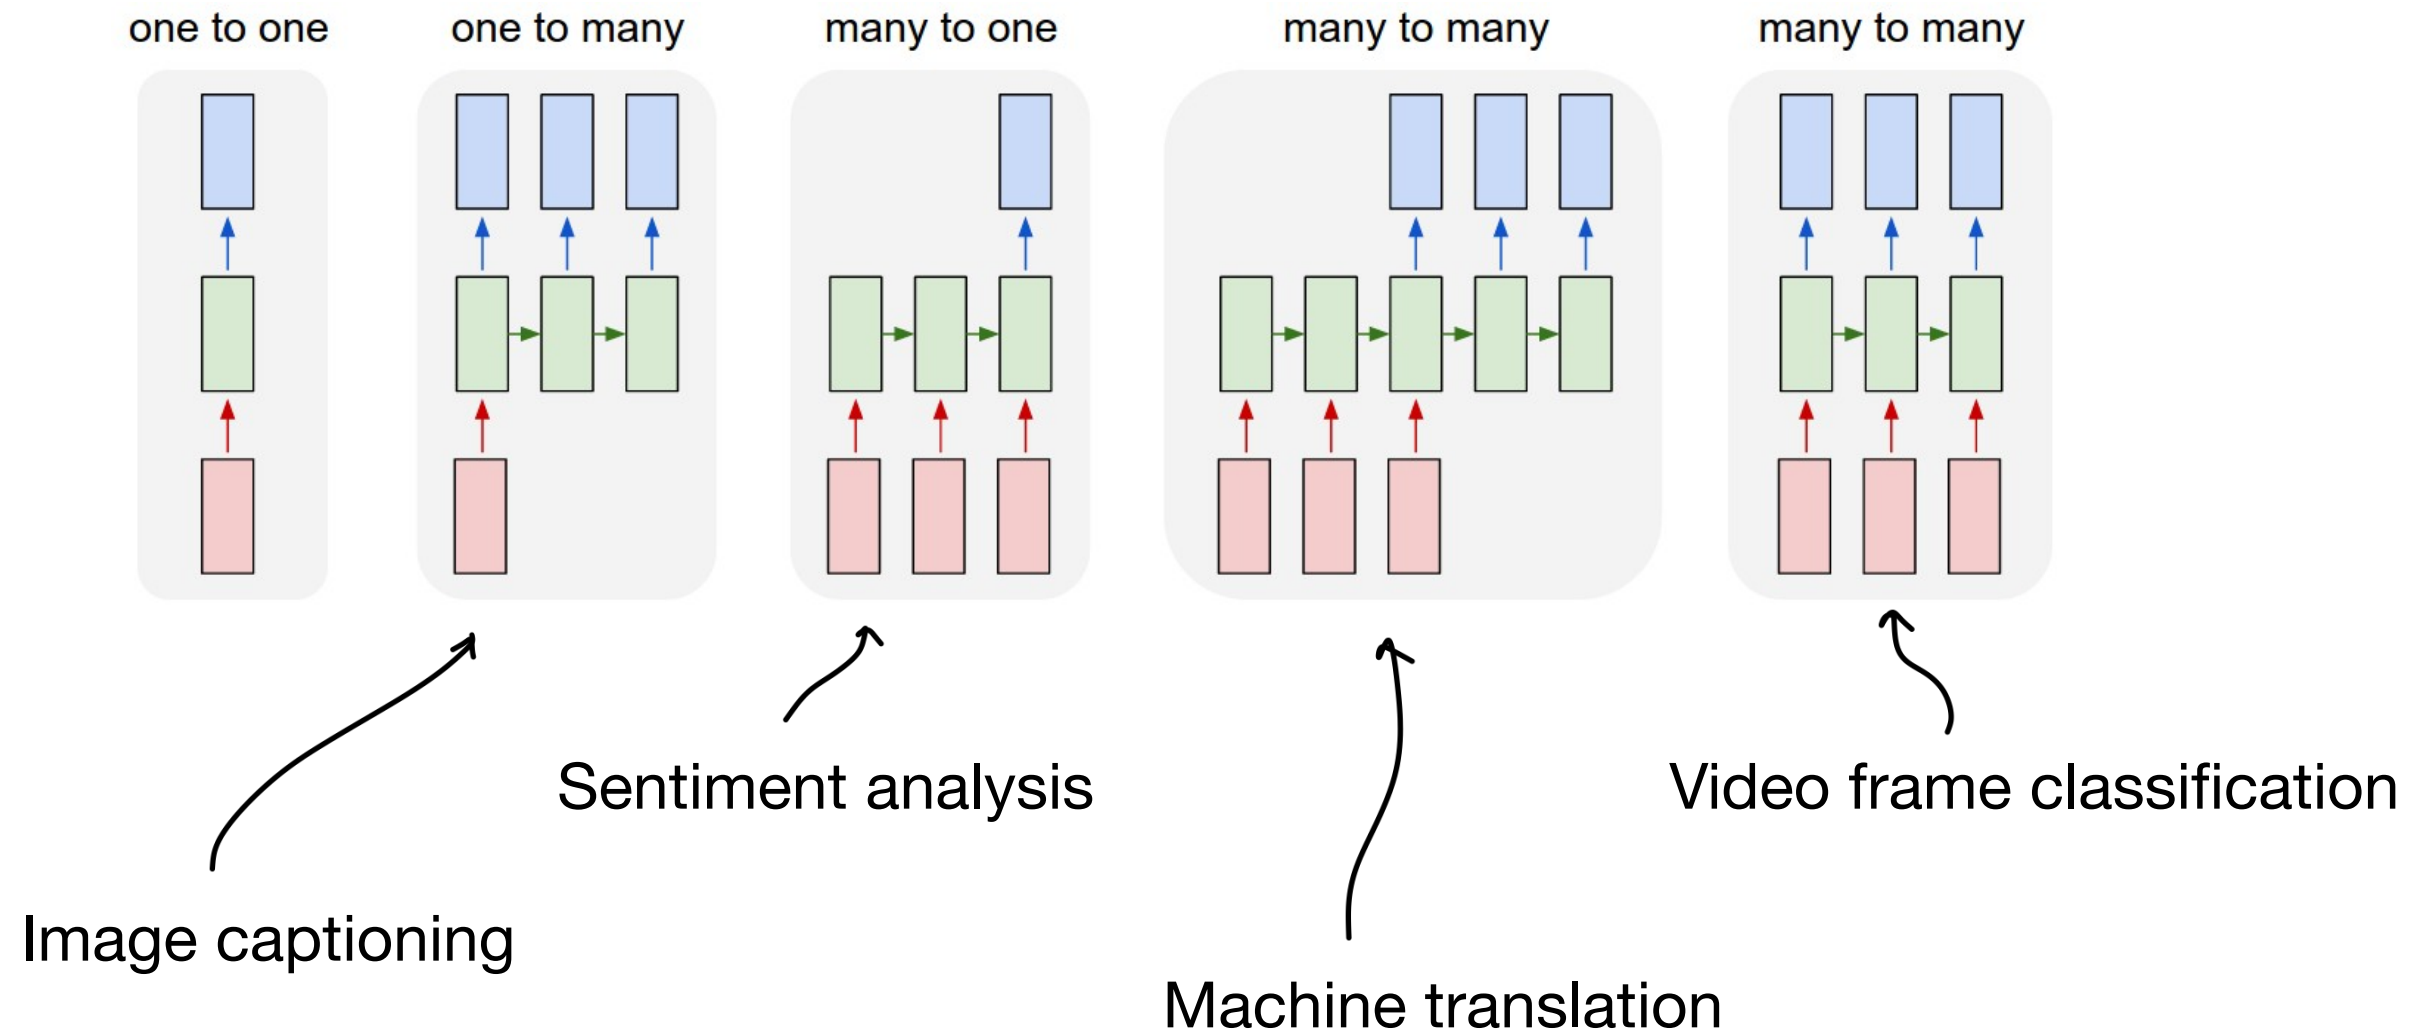 one to one
one to many
many to one
many to many
many to many
Sentiment analysis
Video frame classification
Image captioning
Machine translation